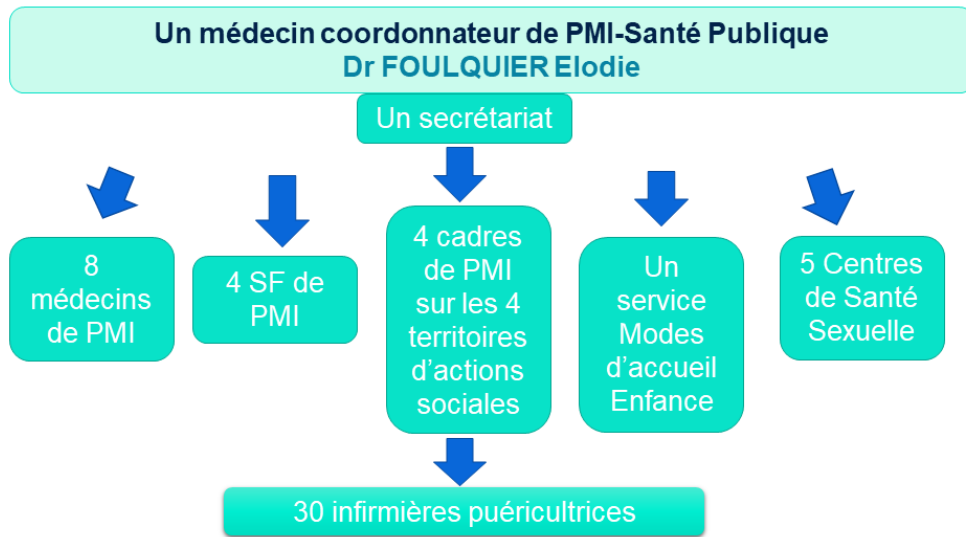 Un médecin coordonnateur de PMI-Santé Publique
Dr FOULQUIER Elodie
Un secrétariat
8
médecins
de PMI
4 SF de
PMI
4 cadres
de PMI
sur les 4
territoires
d'actions
sociales
Un
service
Modes
d'accueil
Enfance
5 Centres
de Santé
Sexuelle
30 infirmières puéricultrices